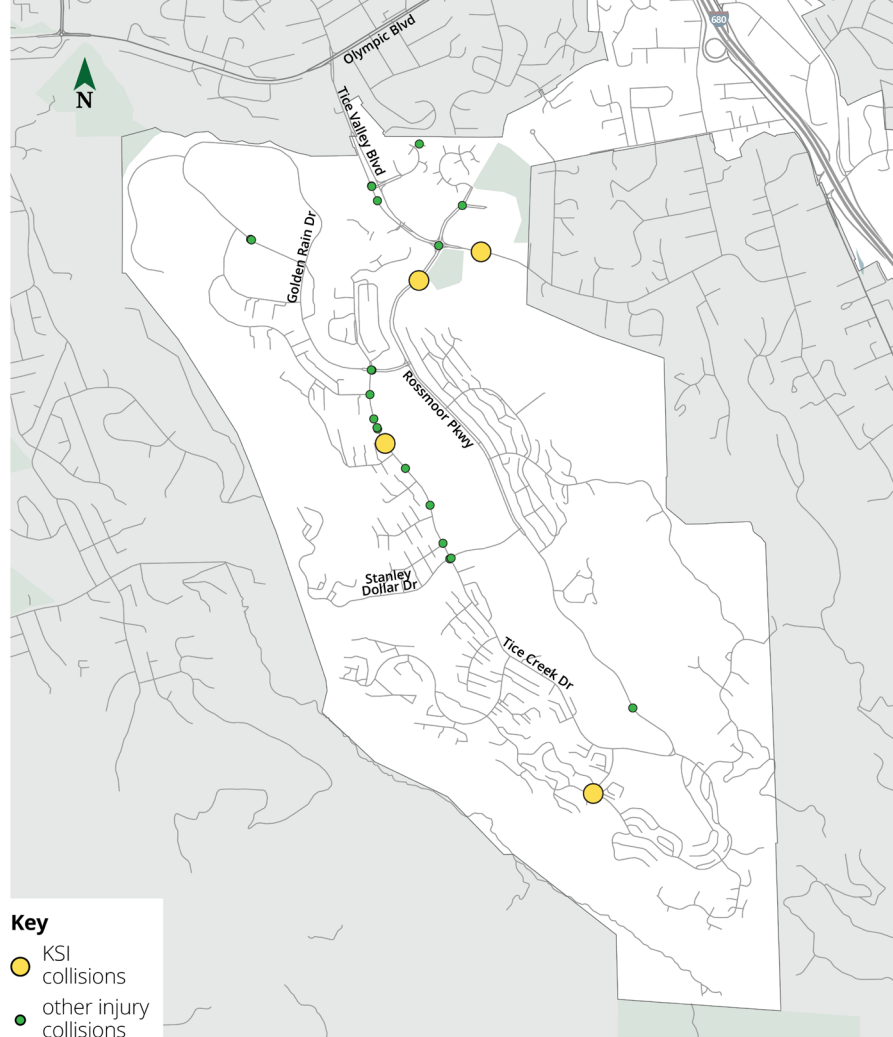 680
Olympic Blvd
N
Tice Valley Blvd
Golden Rain Dr
Rossmoor Pkwy
Stanley
Dollar Dr
Tice Creek Dr
Key
KSI
collisions
other injury
collisions